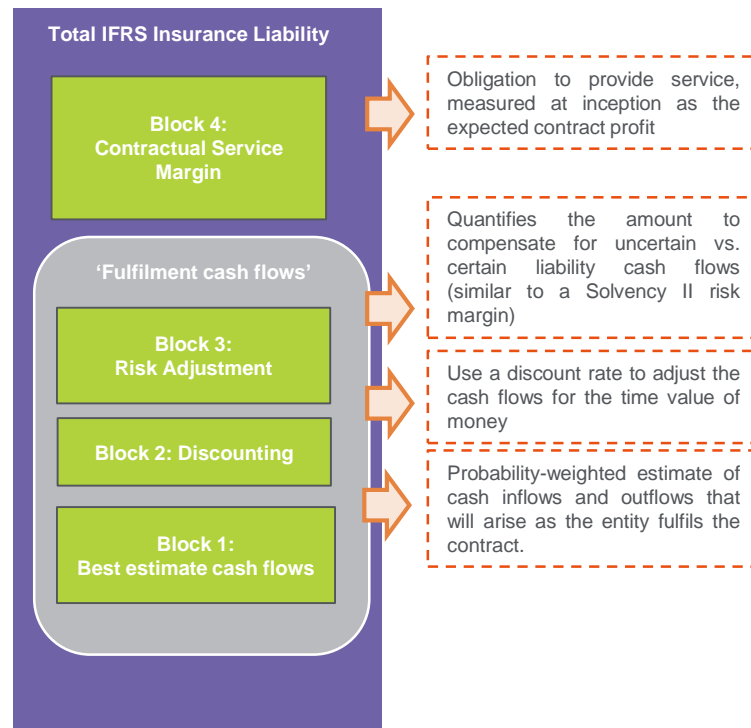 Total IFRS Insurance Liability
Block 4:
Contractual Service
Margin
Obligation to provide service,
measured at inception as the
expected contract profit
‘Fulfilment cash flows’
Quantifies the amount to
compensate for uncertain vs.
certain liability cash flows
(similar to a Solvency II risk
margin)
Block 3:
Risk Adjustment
Use a discount rate to adjust the
cash flows for the time value of
money
Block 2: Discounting
Probability-weighted estimate of
cash inflows and outflows that
will arise as the entity fulfils the
contract.
Block 1:
Best estimate cash flows